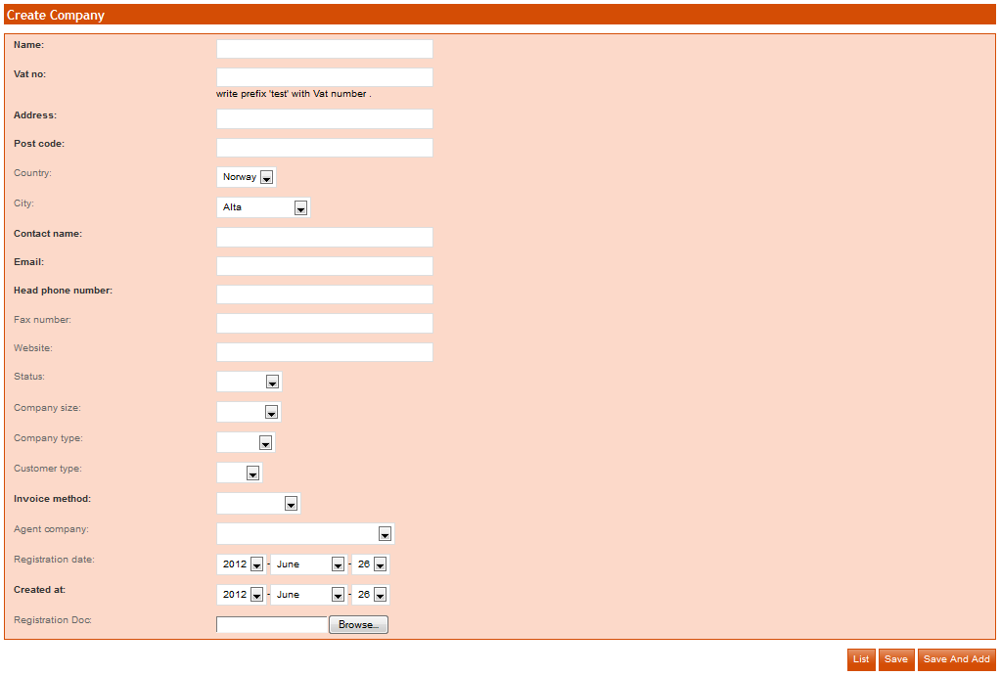 Create Company
Name:
Vat no:
write prefix 'test' with Vat number .
Address:
Post code:
Country: Norway
City: Alta
Contact name:
Email:
Head phone number:
Fax number:
Website:
Status:
Company size:
Company type:
Customer type:
Invoice method:
Agent company:
Registration date: 2012 - June - 26
Created at: 2012 - June - 26
Registration Doc: Browse...
List Save Save And Add